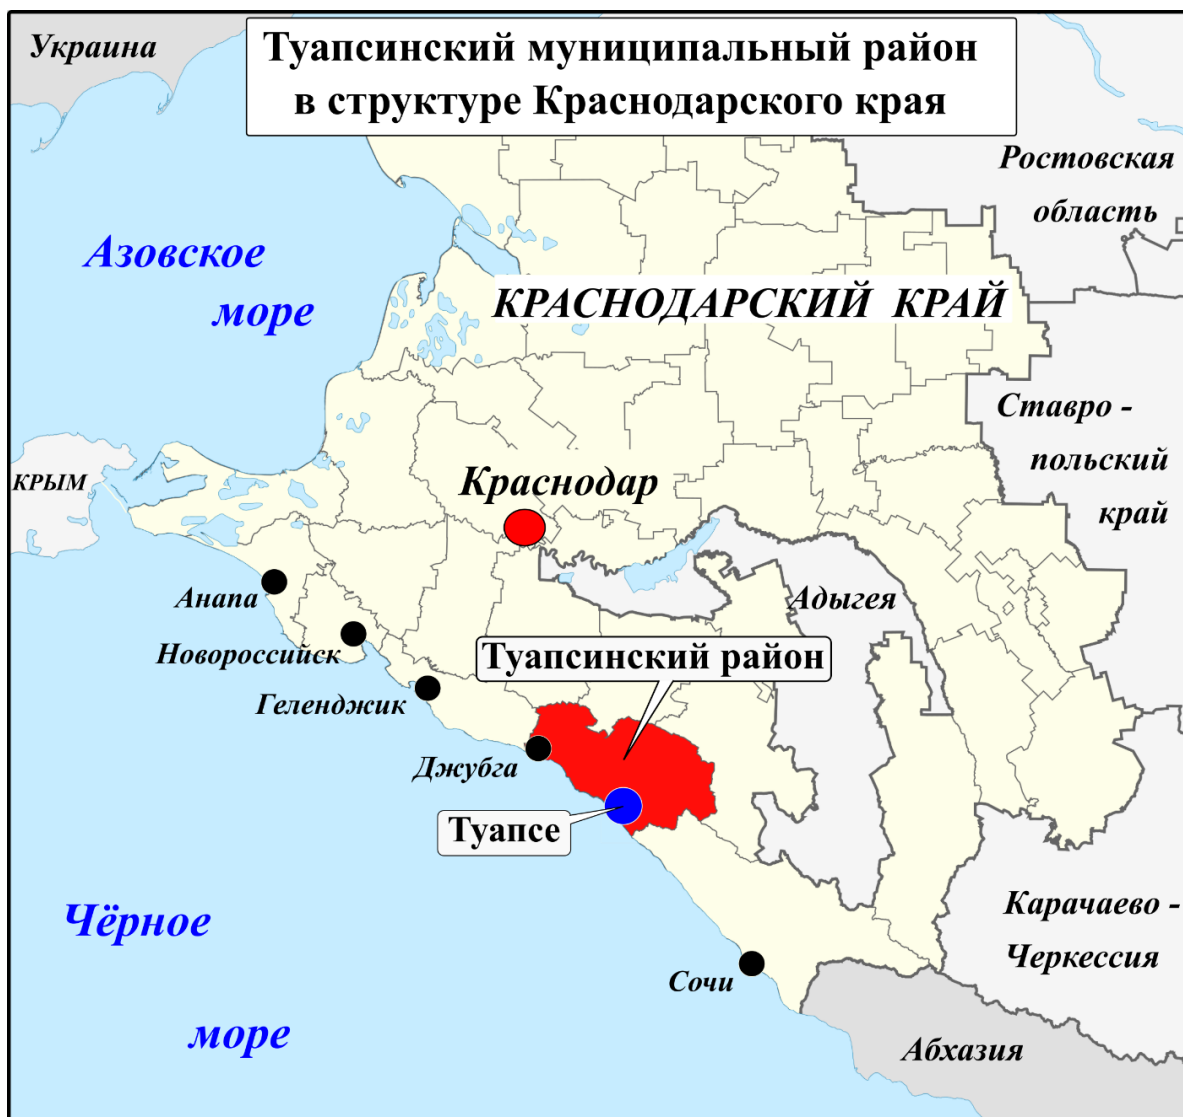 Украина
Туапсинский муниципальный район
в структуре Краснодарского края
Ростовская
область
Азовское
море
КРАСНОДАРСКИЙ КРАЙ
Ставро -
польский
край
КРЫМ
Краснодар
Анапа
Адыгея
Новороссийск
Туапсинский район
Геленджик
Джубга
Туапсе
Чёрное
море
Карачаево -
Черкессия
Сочи
Абхазия